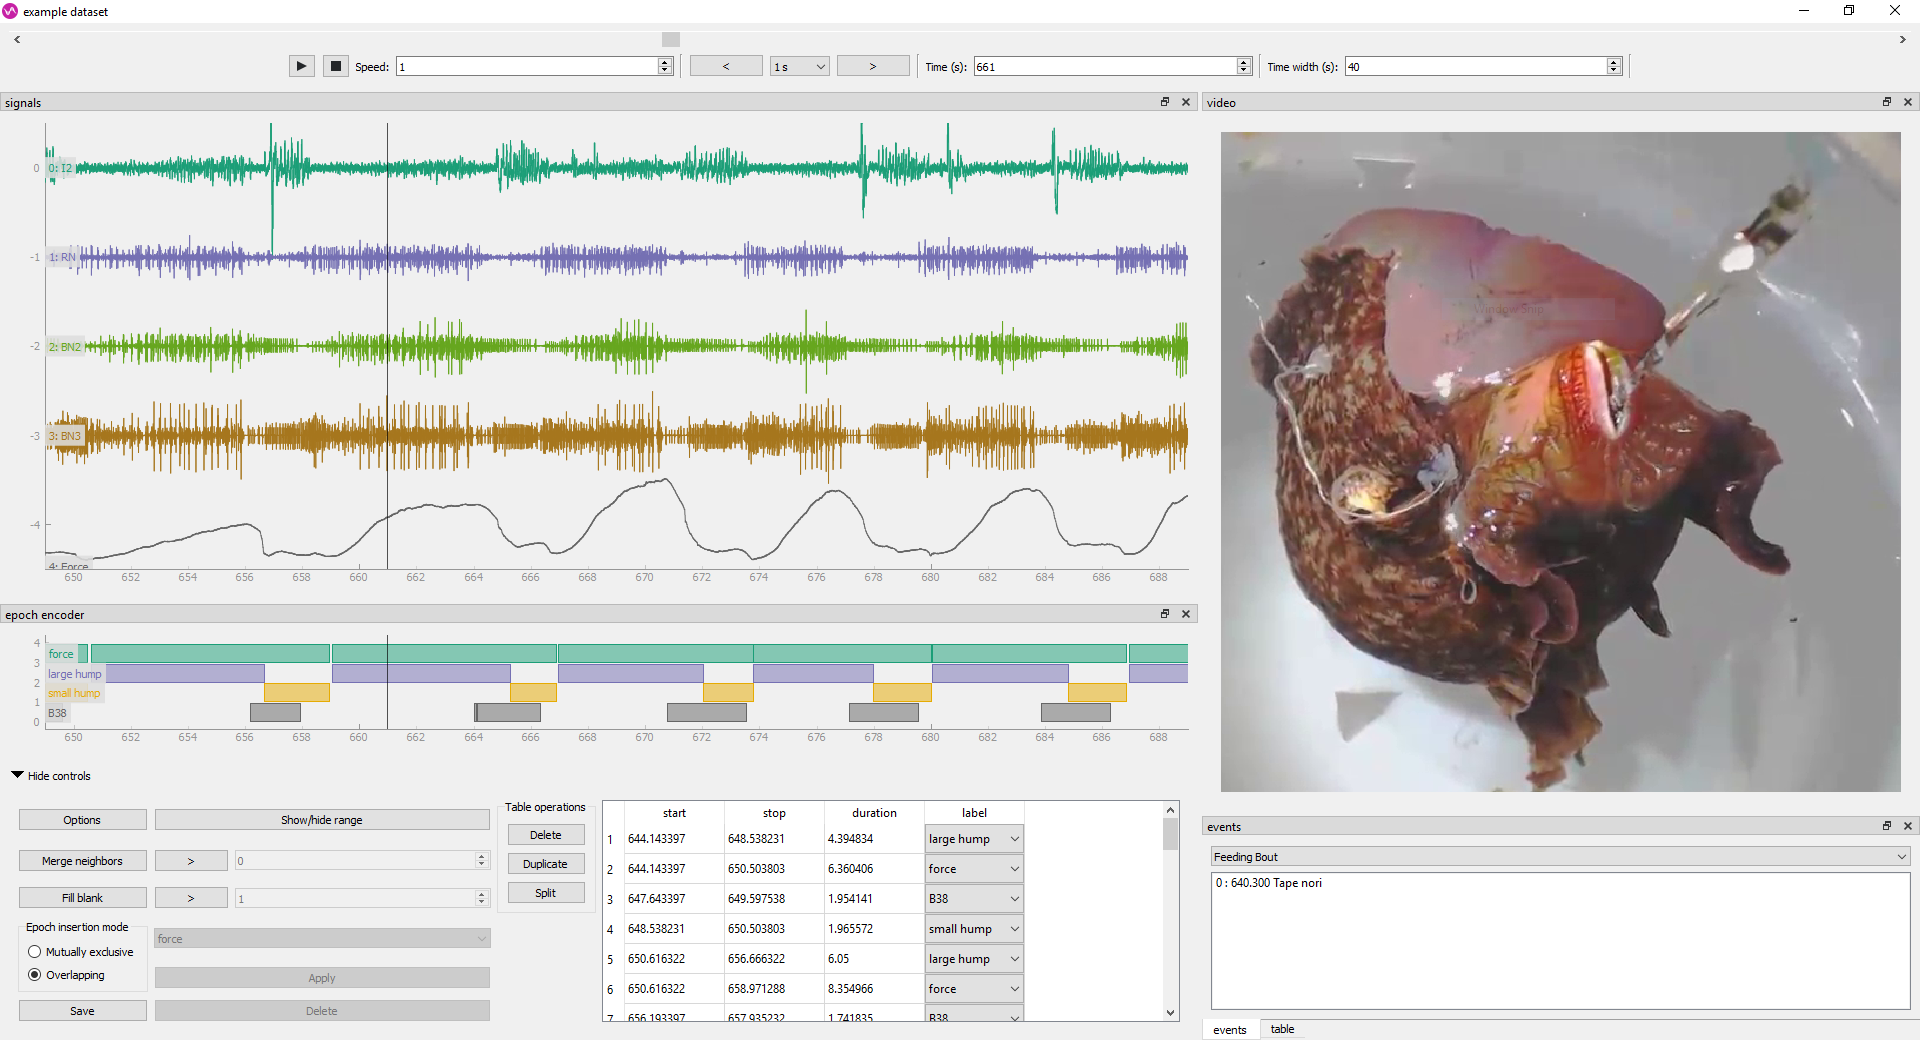 example dataset
Speed: 1
< 1 s > Time (s): 661 Time width (s): 40
signals
video
0 0: I2
-1 1: RN
-2 2: BN2
-3 3: BN3
-4
4: Force
650 652 654 656 658 660 662 664 666 668 670 672 674 676 678 680 682 684 686 688
Window Snip
epoch encoder
4
force
3
large hump
2
small hump
1
B38
0
650 652 654 656 658 660 662 664 666 668 670 672 674 676 678 680 682 684 686 688
Hide controls
Options
Show/hide range
Merge neighbors > 0
Fill blank > 1
Epoch insertion mode
Mutually exclusive
Overlapping
force
Apply
Save
Delete
Table operations
Delete
Duplicate
Split
start stop duration label
1 644.143397 648.538231 4.394834 large hump
2 644.143397 650.503803 6.360406 force
3 647.643397 649.597538 1.954141 B38
4 648.538231 650.503803 1.965572 small hump
5 650.616322 656.666322 6.05 large hump
6 650.616322 658.971288 8.354966 force
7 656.193397 657.935232 1.741835 B38
events
Feeding Bout
0 : 640.300 Tape nori
events table